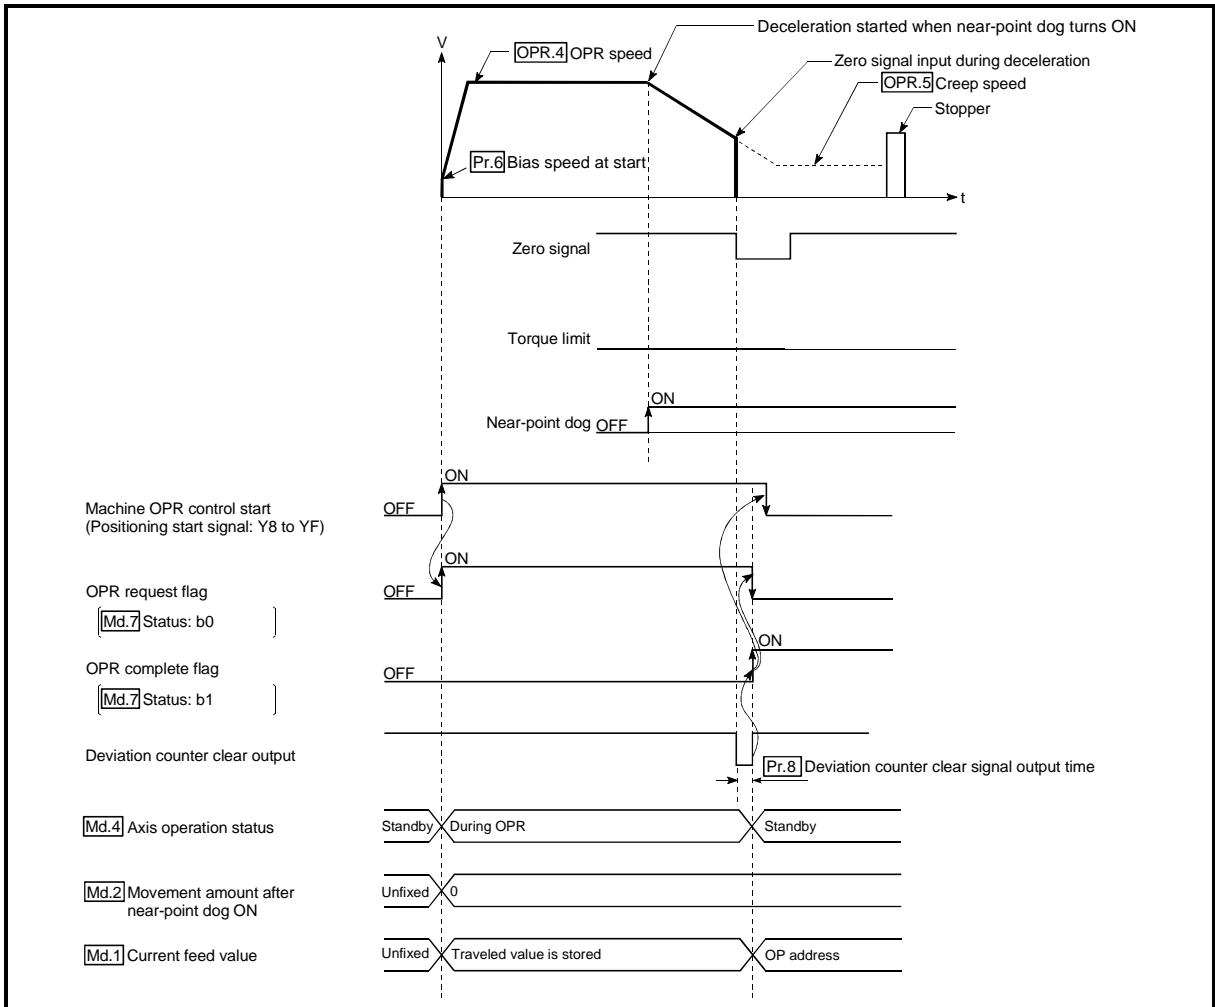 Deceleration started when near-point dog turns ON
V
OPR.4 OPR speed
Zero signal input during deceleration
OPR.5 Creep speed
Stopper
Pr.6 Bias speed at start
t
Zero signal
Torque limit
ON
Near-point dog OFF
ON
Machine OPR control start
(Positioning start signal: Y8 to YF)
OFF
ON
OPR request flag
OFF
Md.7 Status: b0
ON
OPR complete flag
OFF
Md.7 Status: b1
Deviation counter clear output
Pr.8 Deviation counter clear signal output time
Md.4 Axis operation status
Standby
During OPR
Standby
Md.2 Movement amount after
near-point dog ON
Unfixed
0
Md.1 Current feed value
Unfixed
Traveled value is stored
OP address